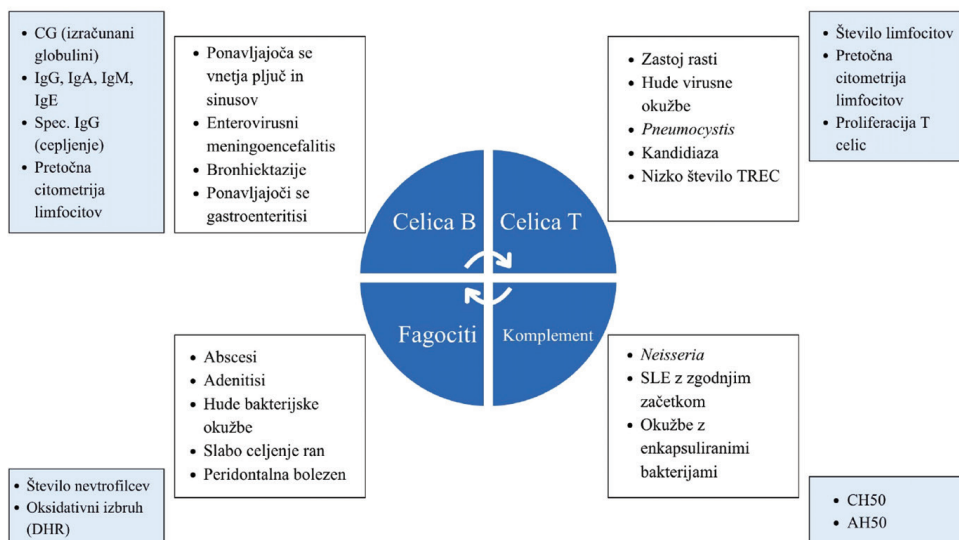 CG (izračunani
globulini)
IgG, IgA, IgM,
IgE
Spec. IgG
(cepljenje)
Pretočna
citometrija
limfocitov
Ponavljajoča se
vnetja pljuč in
sinusov
Enterovirusni
meningoencefalitis
Bronhiektazije
Ponavljajoči se
gastroenteritisi
Zastoj rasti
Hude virusne
okužbe
Pneumocystis
Kandidiaza
Nizko število TREC
Število limfocitov
Pretočna
citometrija
limfocitov
Proliferacija T
celic
Celica B
Celica T
Fagociti
Komplement
Abscesi
Adenitisi
Hude bakterijske
okužbe
Slabo celjenje ran
Peridontalna bolezen
Število nevtrofilcev
Oksidativni izbruh
(DHR)
Neisseria
SLE z zgodnjim
začetkom
Okužbe z
enkapsuliranimi
bakterijami
CH50
AH50